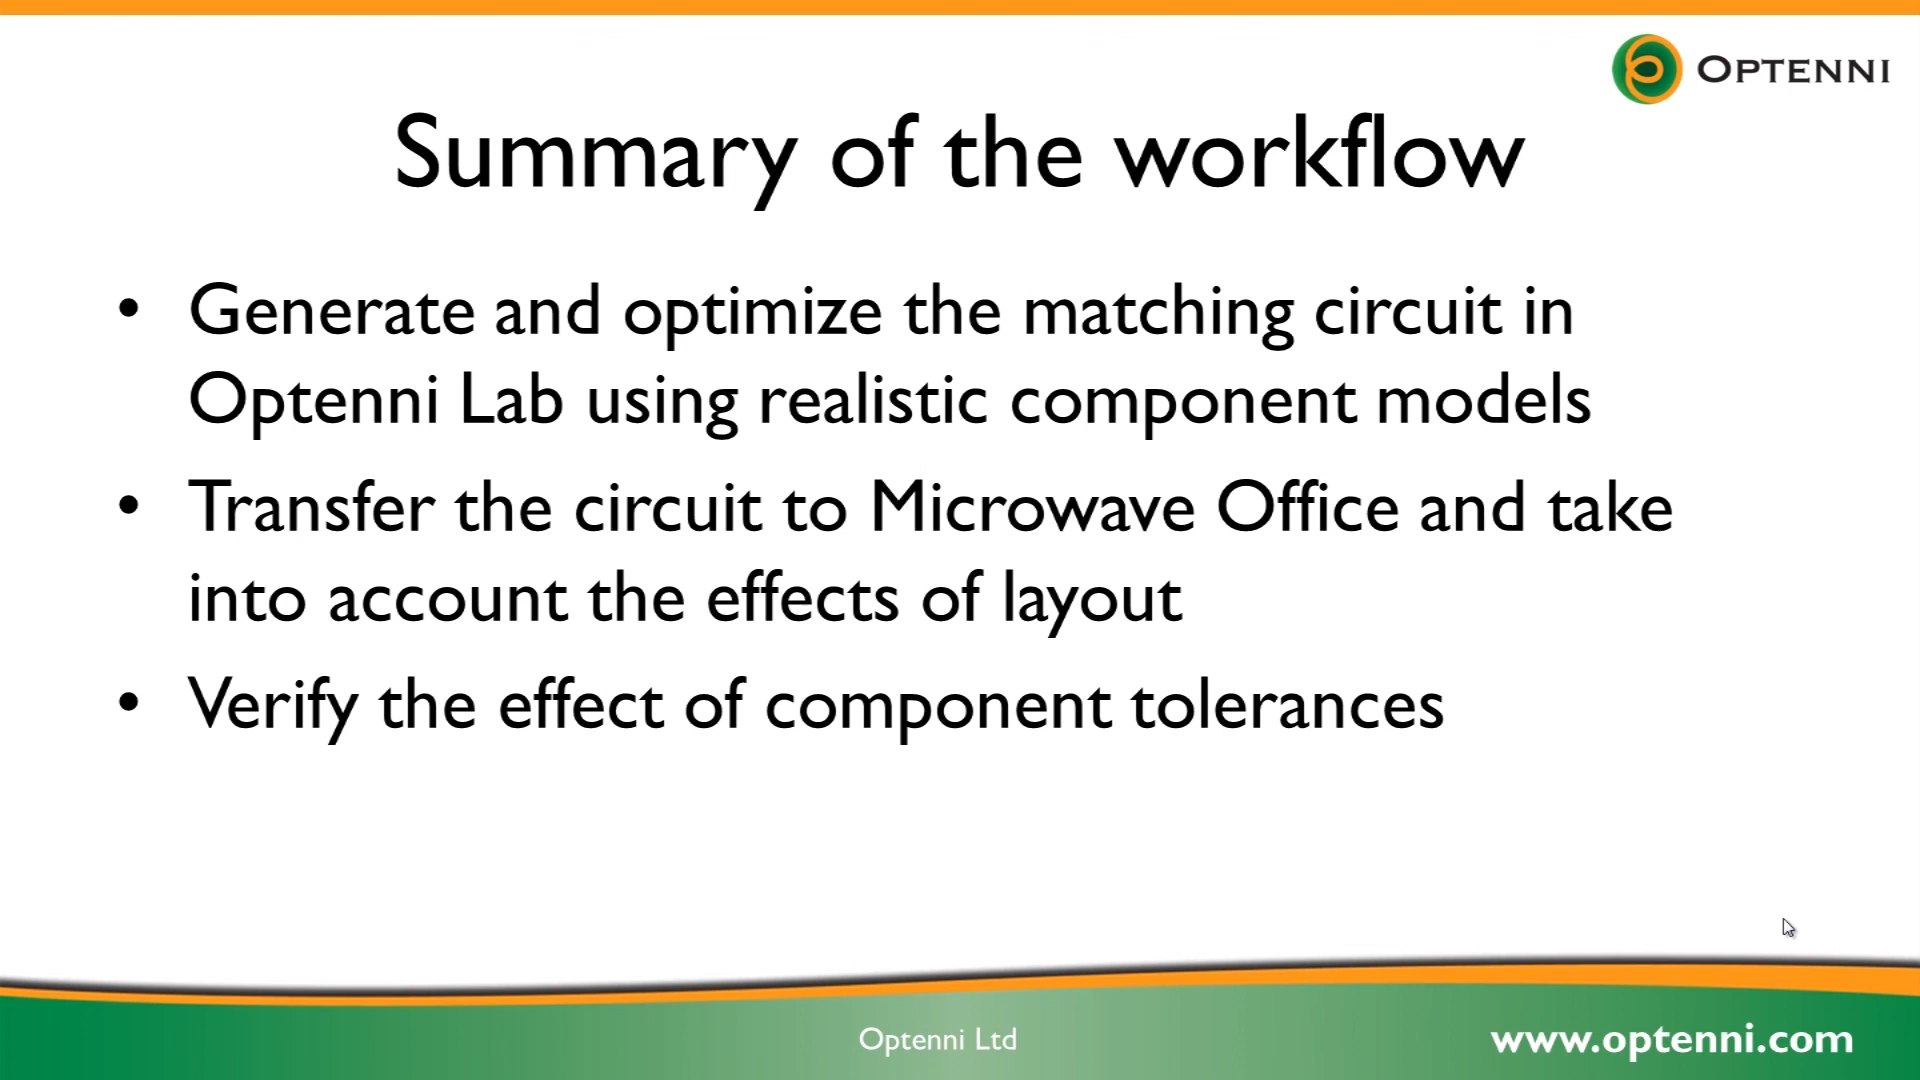 OPTENNI
Summary of the workflow
• Generate and optimize the matching circuit in
Optenni Lab using realistic component models
• Transfer the circuit to Microwave Office and take
into account the effects of layout
• Verify the effect of component tolerances
Optenni Ltd
www.optenni.com